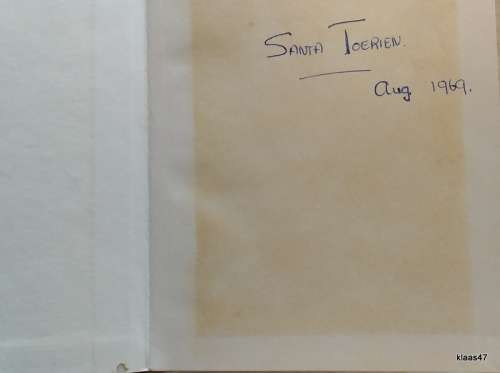 SANTA TOERIEN.
Aug 1969.
klaas47